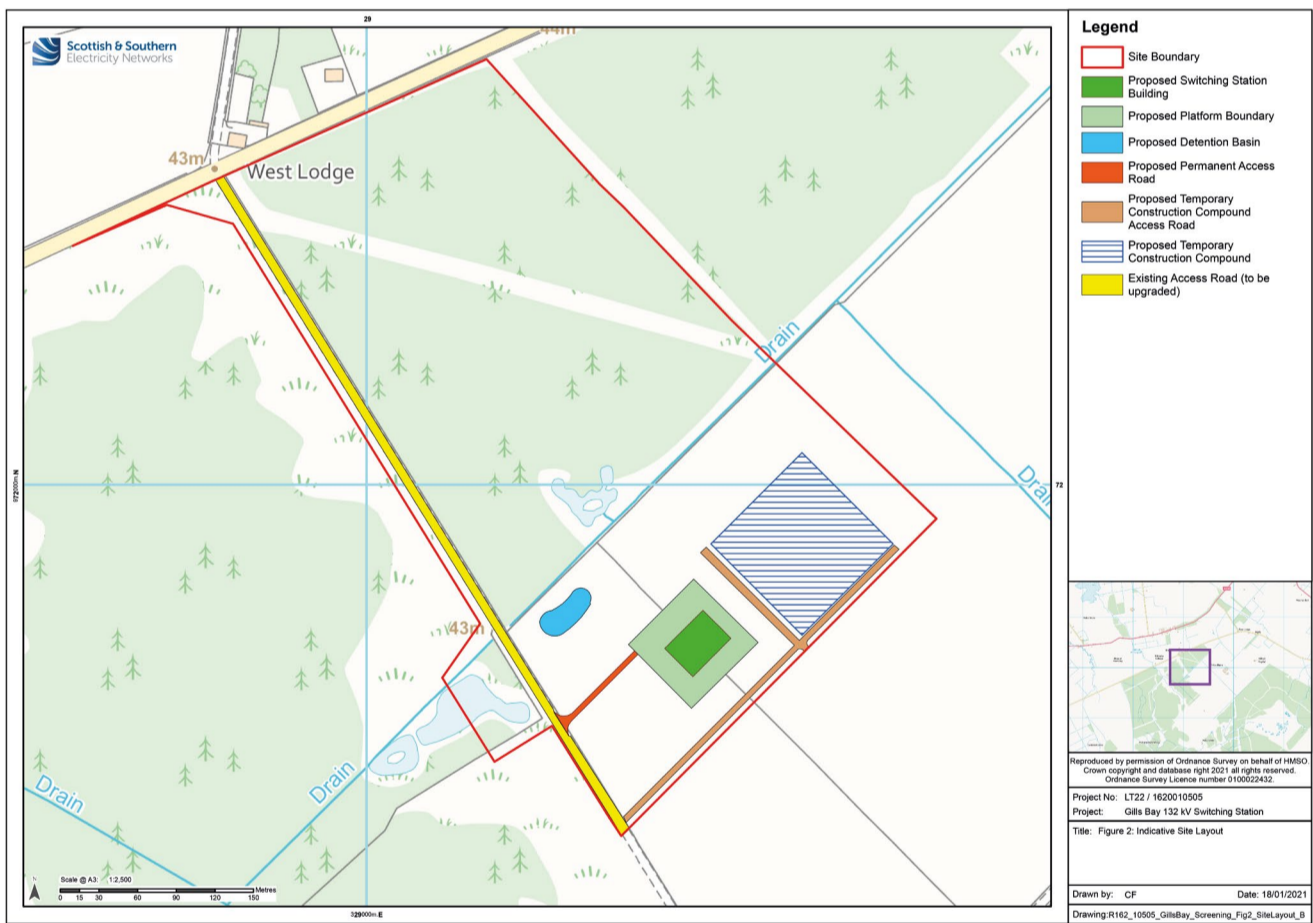 29
Scottish & Southern
Electricity Networks
44m
43m
West Lodge
Drain
Drain
72
43m
Drain
Drain
Scale @ A3: 1:2,500
0 15 30 60 90 120 150 Metres
N
329000m.E
972000m.N
Legend
Site Boundary
Proposed Switching Station
Building
Proposed Platform Boundary
Proposed Detention Basin
Proposed Permanent Access
Road
Proposed Temporary
Construction Compound
Access Road
Proposed Temporary
Construction Compound
Existing Access Road (to be
upgraded)
Reproduced by permission of Ordnance Survey on behalf of HMSO.
Crown copyright and database right 2021 all rights reserved.
Ordnance Survey Licence number 0100022432.
Project No: LT22 / 1620010505
Project: Gills Bay 132 kV Switching Station
Title: Figure 2: Indicative Site Layout
Drawn by: CF Date: 18/01/2021
Drawing:R162_10505_GillsBay_Screening_Fig2_SiteLayout_B